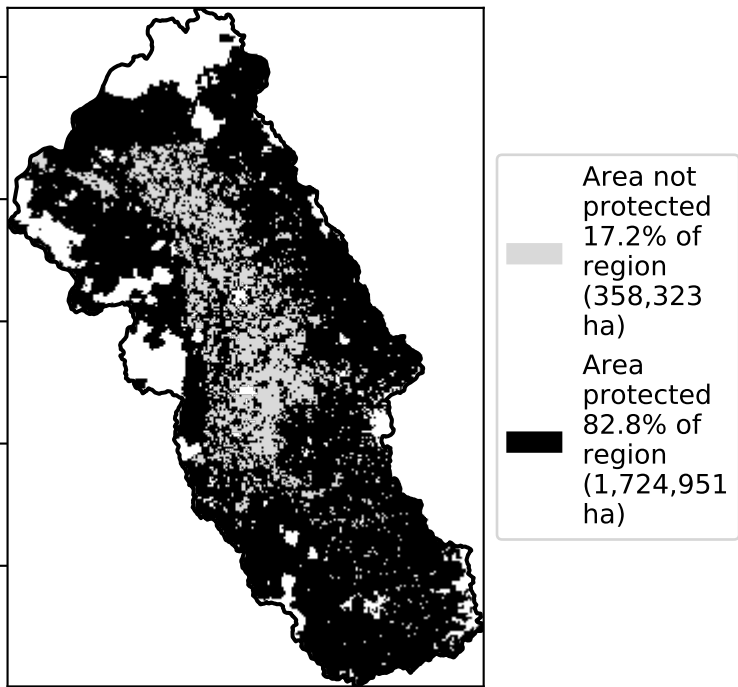 Area not
protected
17.2% of
region
(358,323
ha)
Area
protected
82.8% of
region
(1,724,951
ha)